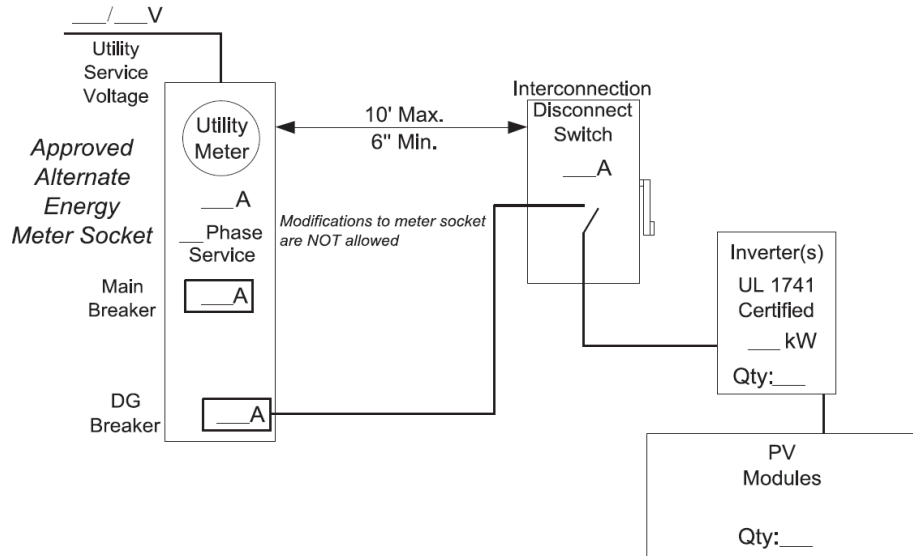 ___/___V
Utility
Service
Voltage
Approved
Alternate
Energy
Meter Socket
Utility
Meter
___A
__Phase
Service
Main
Breaker
___A
DG
Breaker
___A
10' Max.
6" Min.
Modifications to meter socket
are NOT allowed
Interconnection
Disconnect
Switch
___A
Inverter(s)
UL 1741
Certified
___ kW
Qty:___
PV
Modules
Qty:___